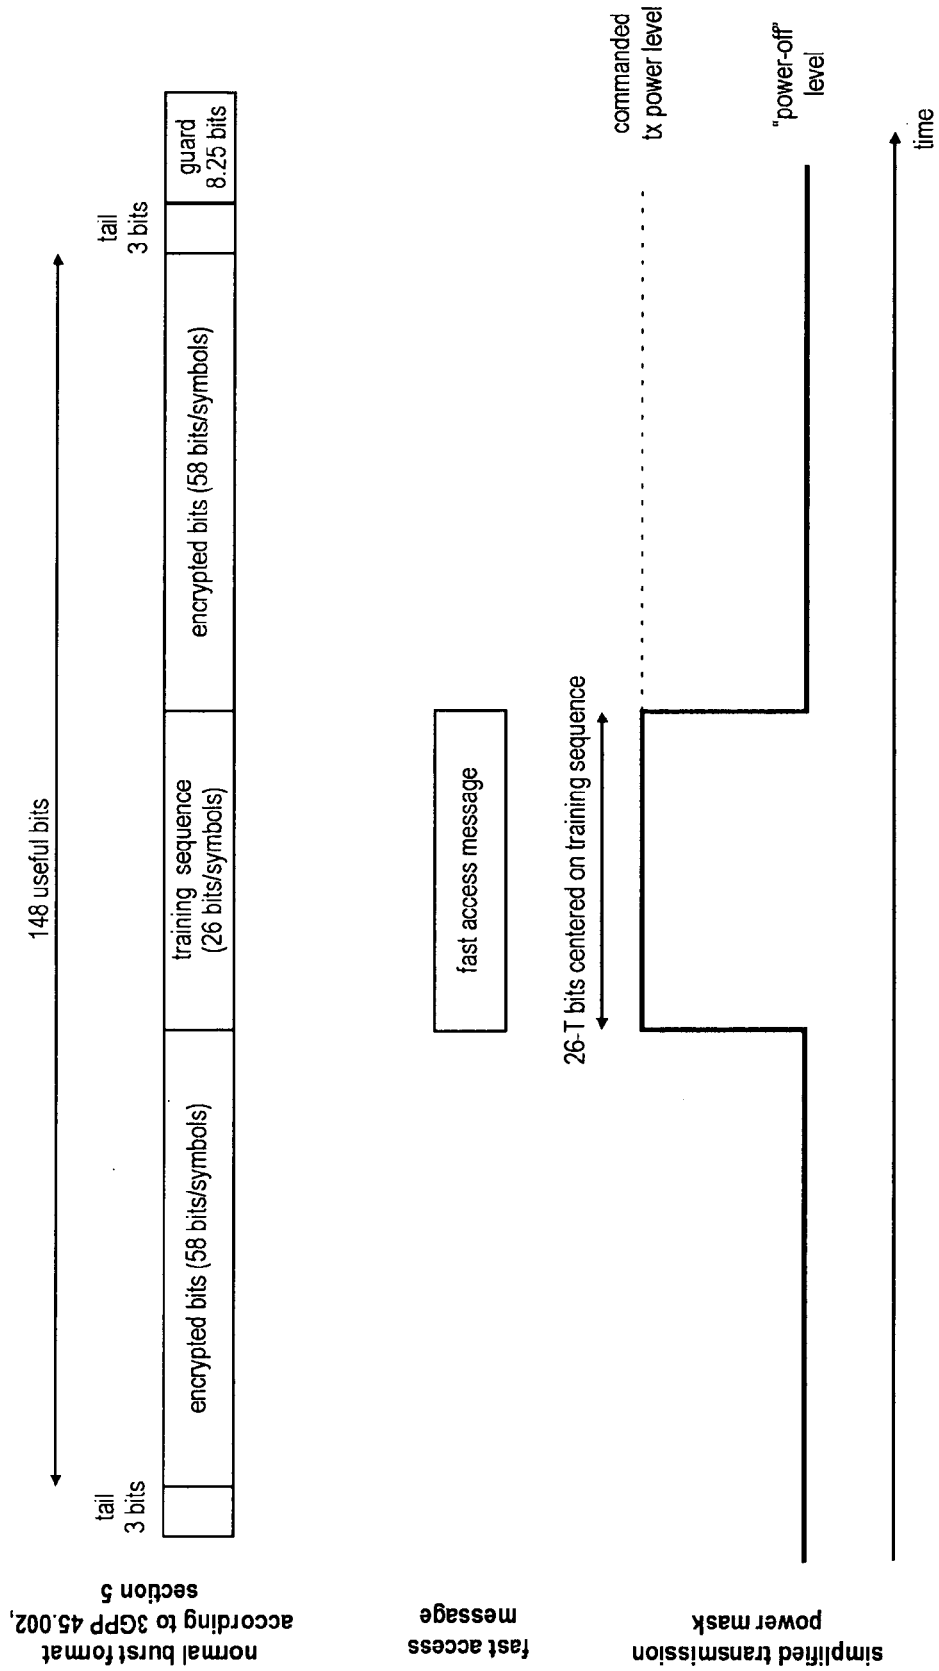 normal burst format
according to 3GPP 45.002,
section 5
148 useful bits
tail
3 bits
encrypted bits (58 bits/symbols)
training sequence
(26 bits/symbols)
encrypted bits (58 bits/symbols)
tail
3 bits
guard
8.25 bits
fast access
message
fast access message
simplified transmission
power mask
26-T bits centered on training sequence
commanded
tx power level
"power-off"
level
time